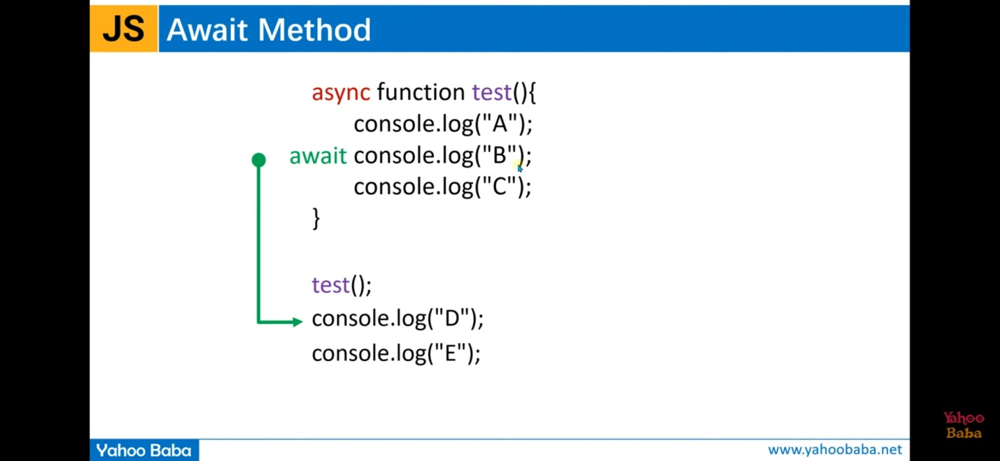 JS Await Method
async function test(){
console.log("A");
await console.log("B");
console.log("C");
}
test();
console.log("D");
console.log("E");
Yahoo
Baba
Yahoo Baba
www.yahoobaba.net